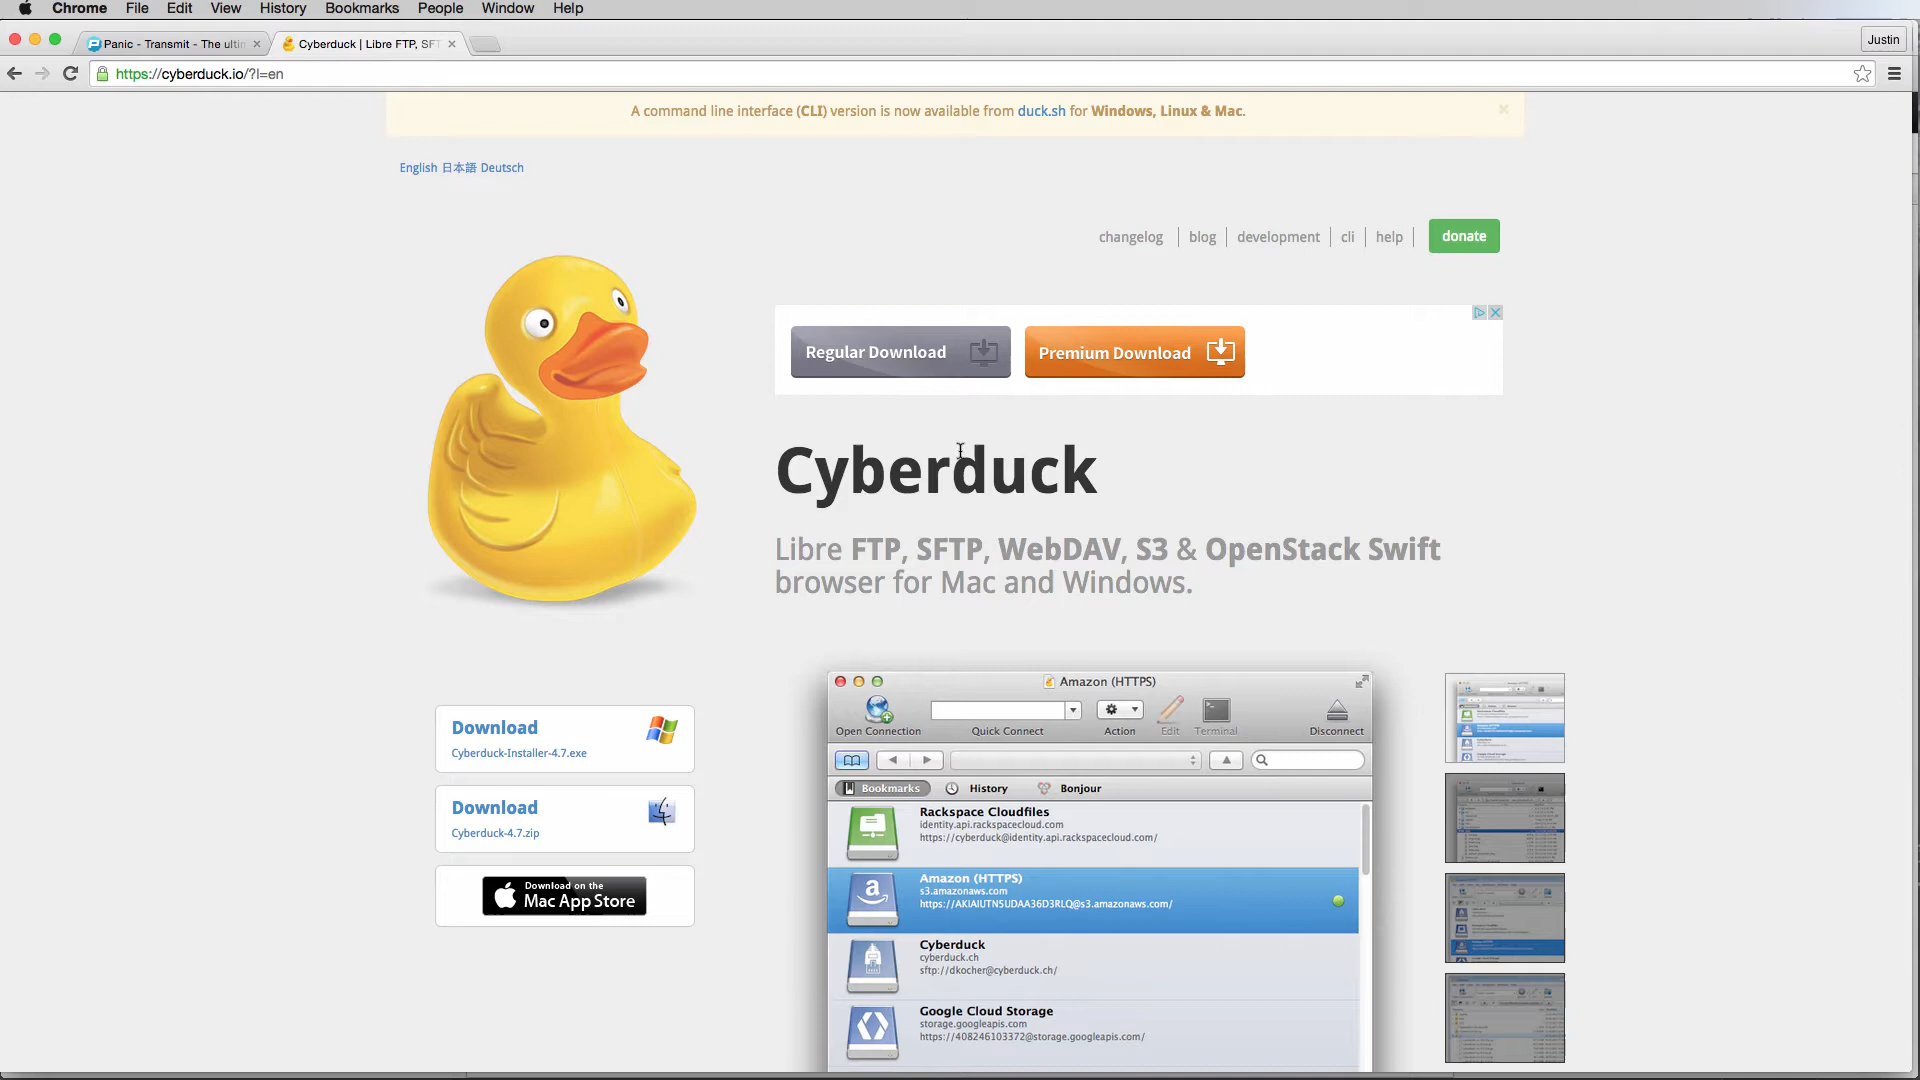 Chrome File Edit View History Bookmarks People Window Help
Panic - Transmit - The ultin
Cyberduck | Libre FTP, SFT
Justin
https://cyberduck.io/?l=en
A command line interface (CLI) version is now available from duck.sh for Windows, Linux & Mac.
English 日本語 Deutsch
changelog blog development cli help donate
Regular Download Premium Download
Cyberduck
Libre FTP, SFTP, WebDAV, S3 & OpenStack Swift
browser for Mac and Windows.
Download
Cyberduck-Installer-4.7.exe
Download
Cyberduck-4.7.zip
Download on the
Mac App Store
Amazon (HTTPS)
Open Connection Quick Connect Action Edit Terminal Disconnect
Bookmarks History Bonjour
Rackspace Cloudfiles
identity.api.rackspacecloud.com
https://cyberduck@identity.api.rackspacecloud.com/
Amazon (HTTPS)
s3.amazonaws.com
https://AKIAIUTN5UDAA36D3RLQ@s3.amazonaws.com/
Cyberduck
cyberduck.ch
sftp://dkocher@cyberduck.ch/
Google Cloud Storage
storage.googleapis.com
https://408246103372@storage.googleapis.com/